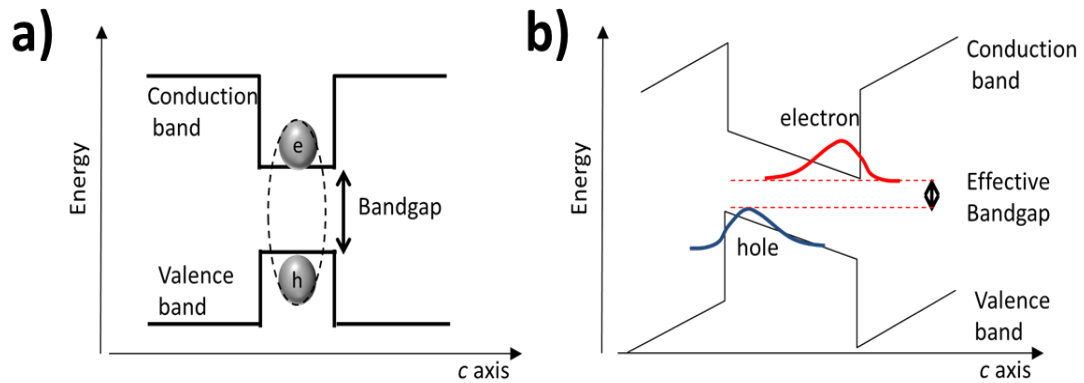 a)
Energy
Conduction
band
e
Bandgap
h
Valence
band
c axis
b)
Energy
Conduction
band
electron
Effective
Bandgap
hole
Valence
band
c axis